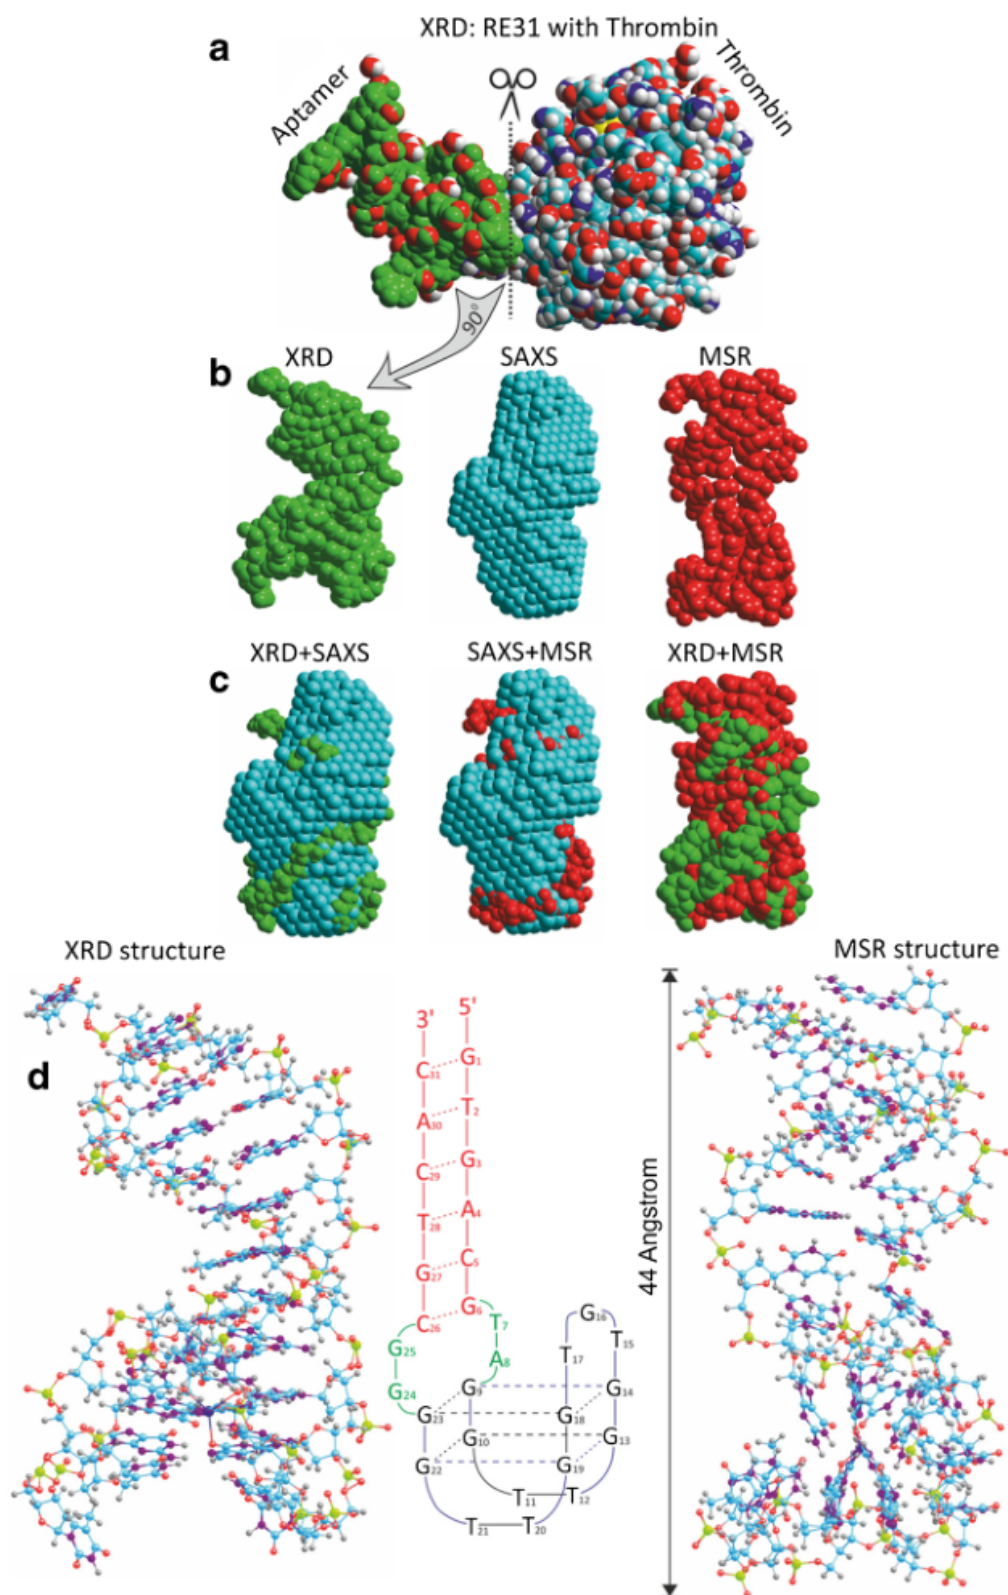 XRD: RE31 with Thrombin
a
Aptamer
Thrombin
90°
b
XRD
SAXS
MSR
c
XRD+SAXS
SAXS+MSR
XRD+MSR
XRD structure
MSR structure
d
3'
5'
C31
G1
A30
T2
C29
G3
T28
A4
G27
C5
C26
G6
T7
G25
A8
G24
G16
T15
T17
G9
G14
G23
G18
G10
G13
G22
G19
T11
T12
T21
T20
44 Angstrom